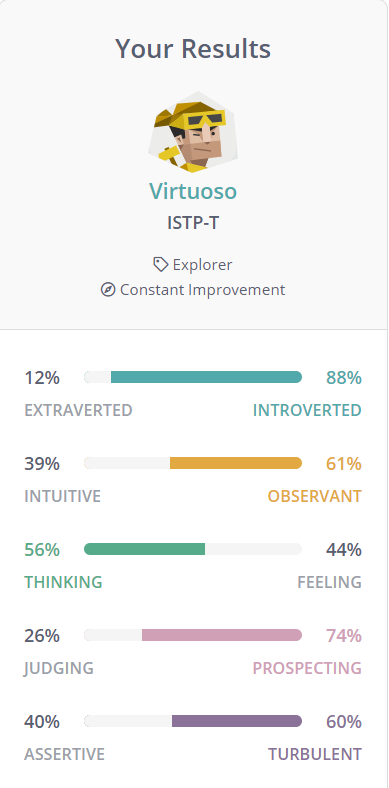 Your Results
Virtuoso
ISTP-T
Explorer
Constant Improvement
12% 88%
EXTRAVERTED INTROVERTED
39% 61%
INTUITIVE OBSERVANT
56% 44%
THINKING FEELING
26% 74%
JUDGING PROSPECTING
40% 60%
ASSERTIVE TURBULENT